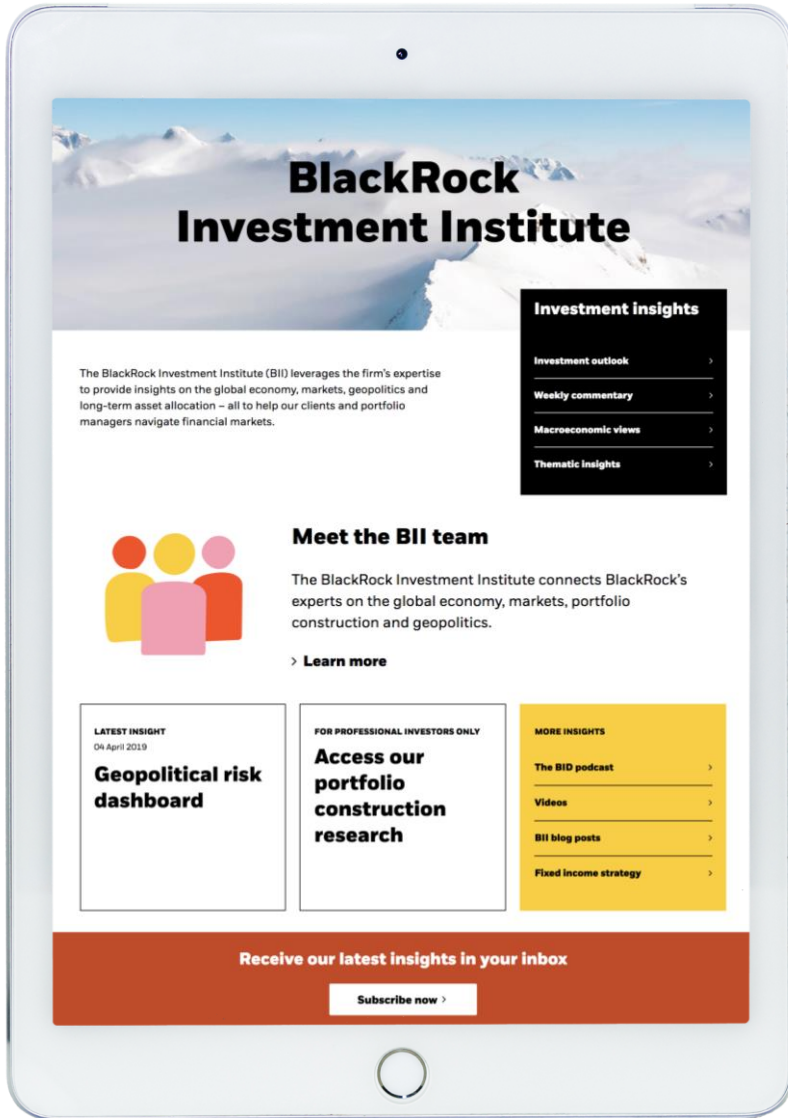 BlackRock
Investment Institute
The BlackRock Investment Institute (BII) leverages the firm's expertise
to provide insights on the global economy, markets, geopolitics and
long-term asset allocation – all to help our clients and portfolio
managers navigate financial markets.
Investment insights
Investment outlook
Weekly commentary
Macroeconomic views
Thematic insights
Meet the BII team
The BlackRock Investment Institute connects BlackRock's
experts on the global economy, markets, portfolio
construction and geopolitics.
Learn more
LATEST INSIGHT
04 April 2019
Geopolitical risk
dashboard
FOR PROFESSIONAL INVESTORS ONLY
Access our
portfolio
construction
research
MORE INSIGHTS
The BID podcast
Videos
BII blog posts
Fixed income strategy
Receive our latest insights in your inbox
Subscribe now